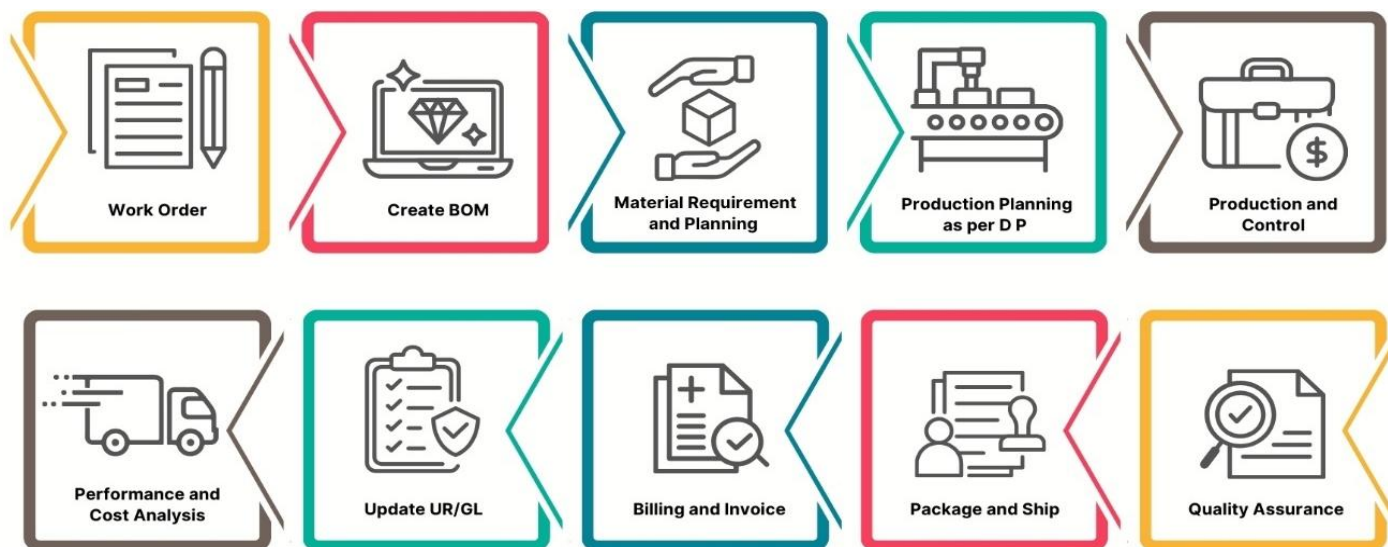 Work Order
Create BOM
Material Requirement
and Planning
Production Planning
as per D P
Production and
Control
$
Performance and
Cost Analysis
Update UR/GL
Billing and Invoice
Package and Ship
Quality Assurance